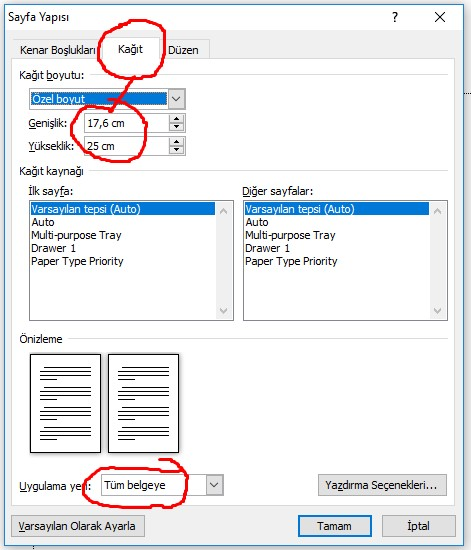 Sayfa Yapısı
Kenar Boşlukları Kağıt Düzen
Kağıt boyutu:
Özel boyut
Genişlik: 17,6 cm
Yükseklik: 25 cm
Kağıt kaynağı
İlk sayfa: Diğer sayfalar:
Varsayılan tepsi (Auto) Varsayılan tepsi (Auto)
Auto Auto
Multi-purpose Tray Multi-purpose Tray
Drawer 1 Drawer 1
Paper Type Priority Paper Type Priority
Önizleme
Uygulama yeri: Tüm belgeye Yazdırma Seçenekleri...
Varsayılan Olarak Ayarla Tamam İptal